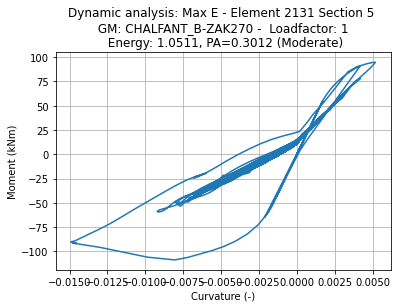 Dynamic analysis: Max E - Element 2131 Section 5
GM: CHALFANT_B-ZAK270 - Loadfactor: 1
Energy: 1.0511, PA=0.3012 (Moderate)
100
75
50
25
0
−25
−50
−75
−100
Moment (kNm)
−0.0150 −0.0125 −0.0100 −0.0075 −0.0050 −0.0025 0.0000 0.0025 0.0050
Curvature (-)